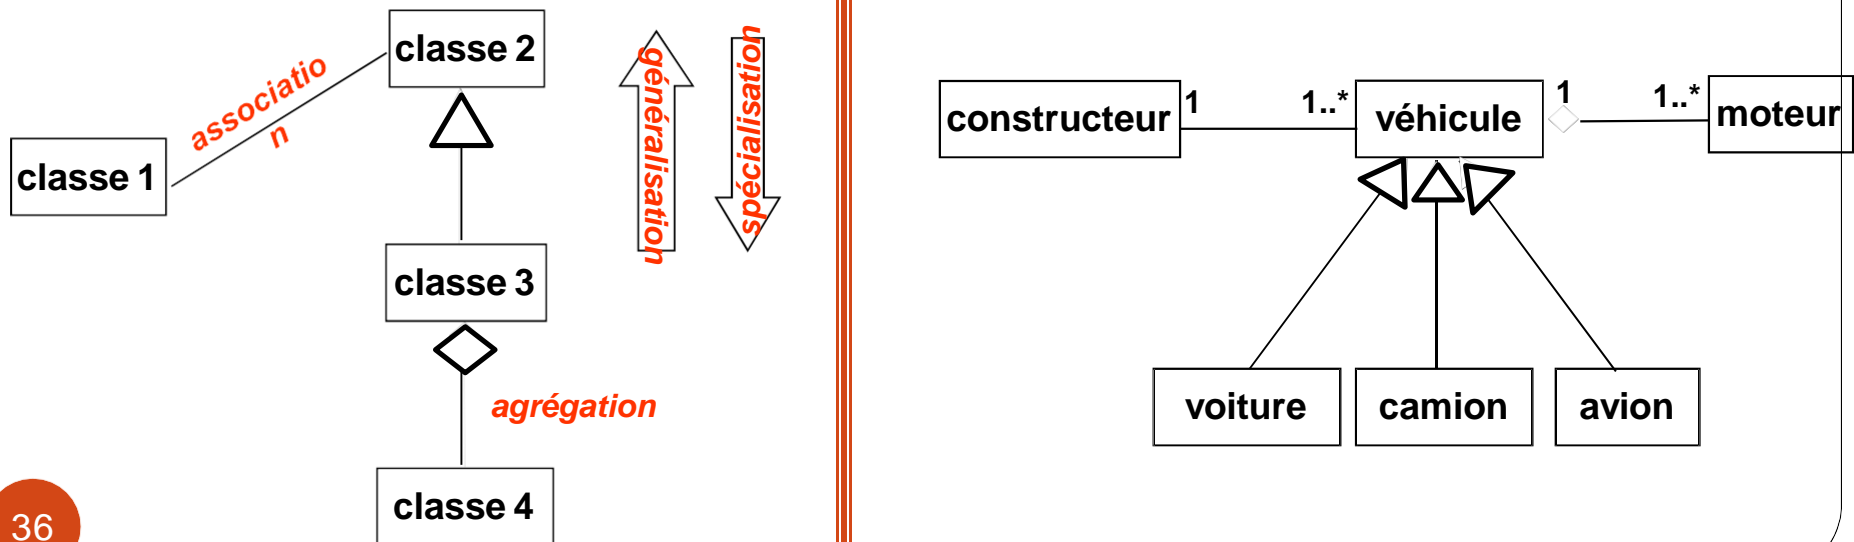 classe 2
associatio
n
classe 1
généralisation
spécialisation
classe 3
agrégation
classe 4
36
constructeur
1
1..*
véhicule
1
1..*
moteur
voiture
camion
avion